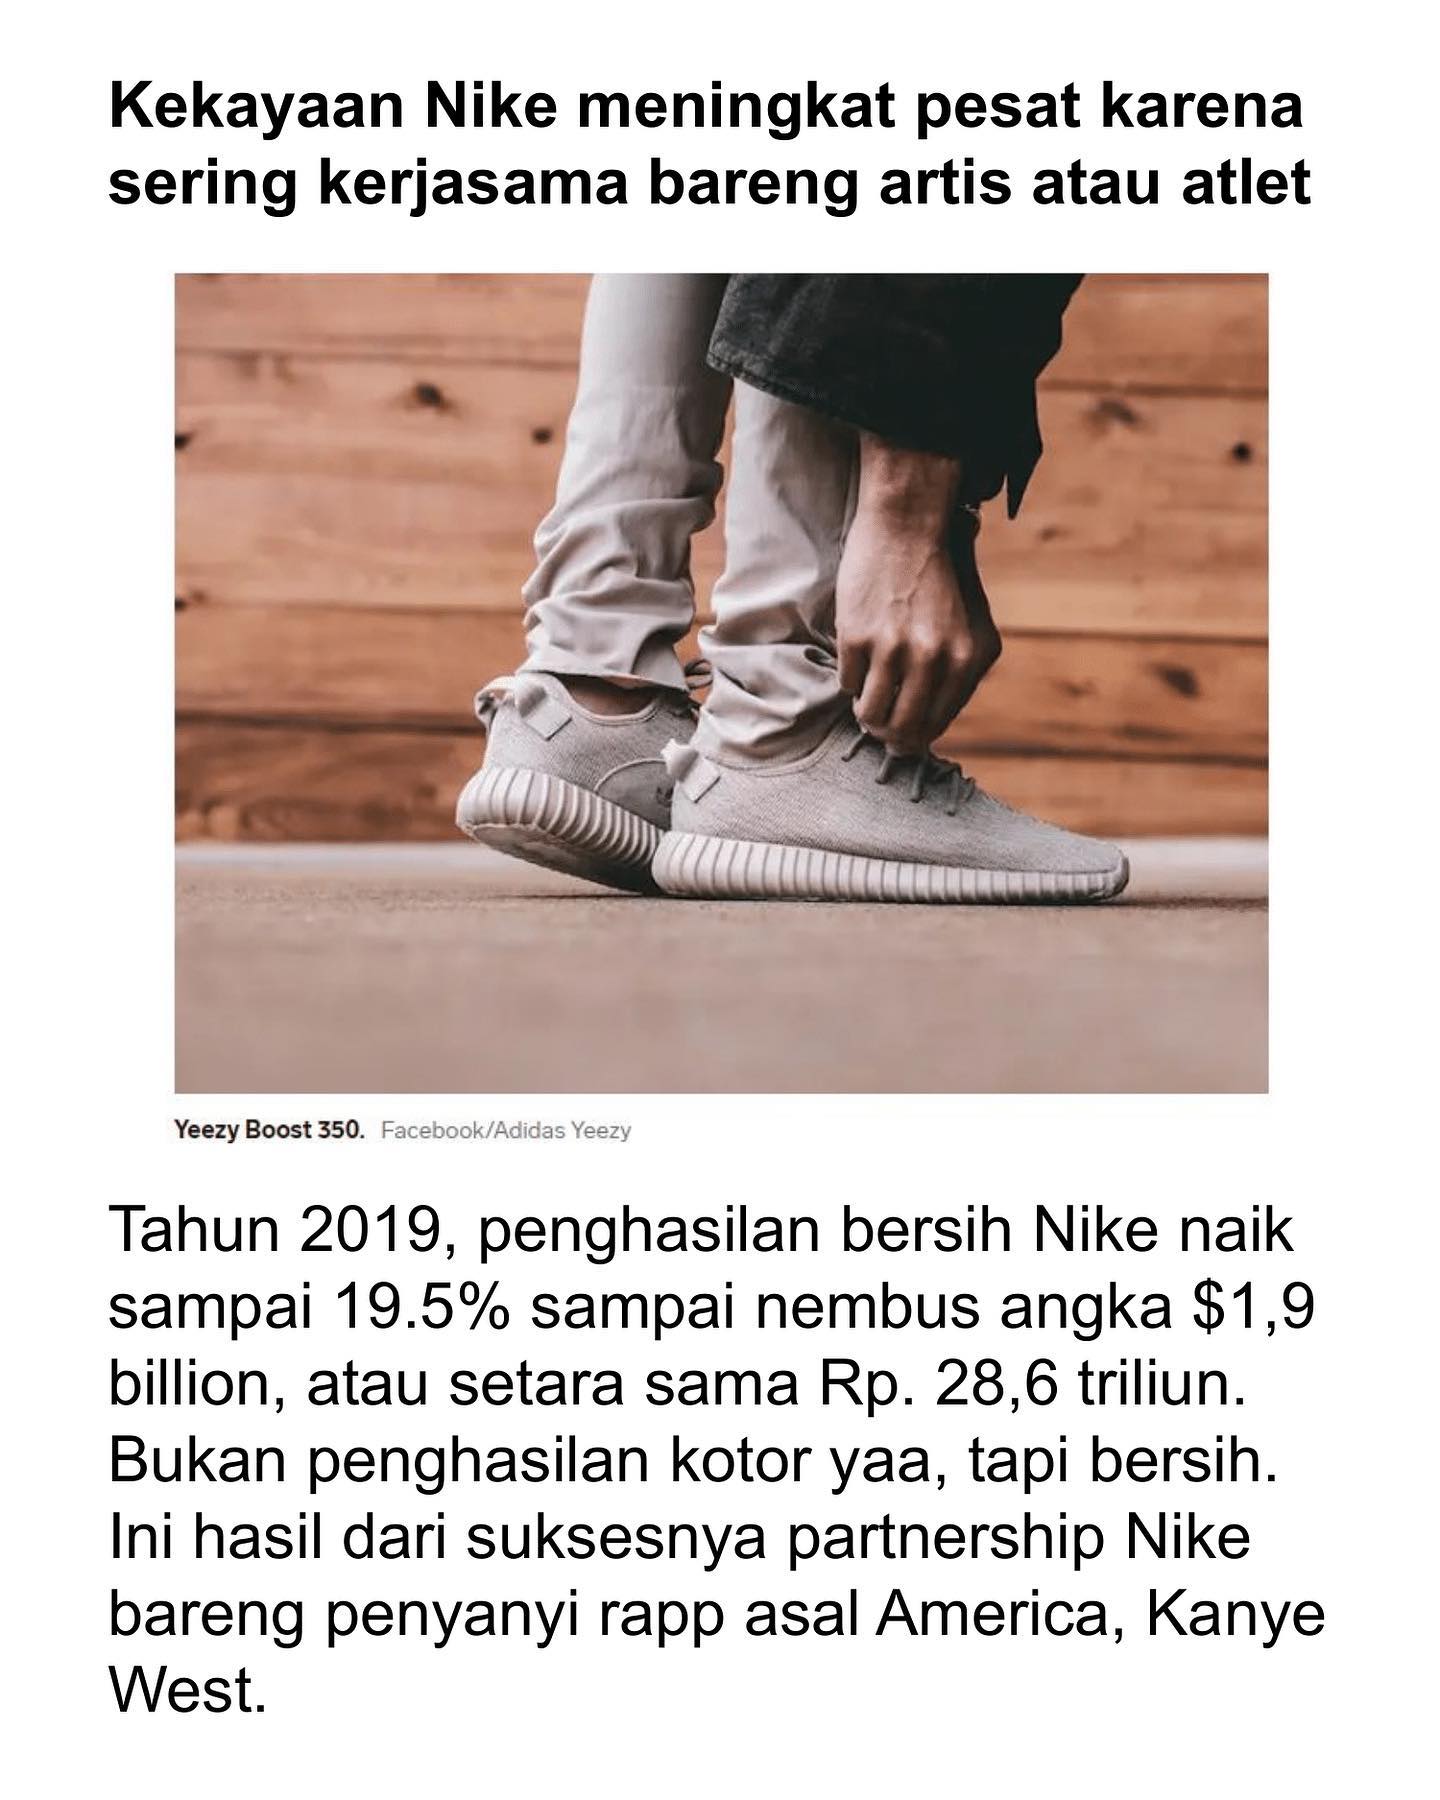 Kekayaan Nike meningkat pesat karena
sering kerjasama bareng artis atau atlet
Yeezy Boost 350. Facebook/Adidas Yeezy
Tahun 2019, penghasilan bersih Nike naik
sampai 19.5% sampai nembus angka $1,9
billion, atau setara sama Rp. 28,6 triliun.
Bukan penghasilan kotor yaa, tapi bersih.
Ini hasil dari suksesnya partnership Nike
bareng penyanyi rapp asal America, Kanye
West.